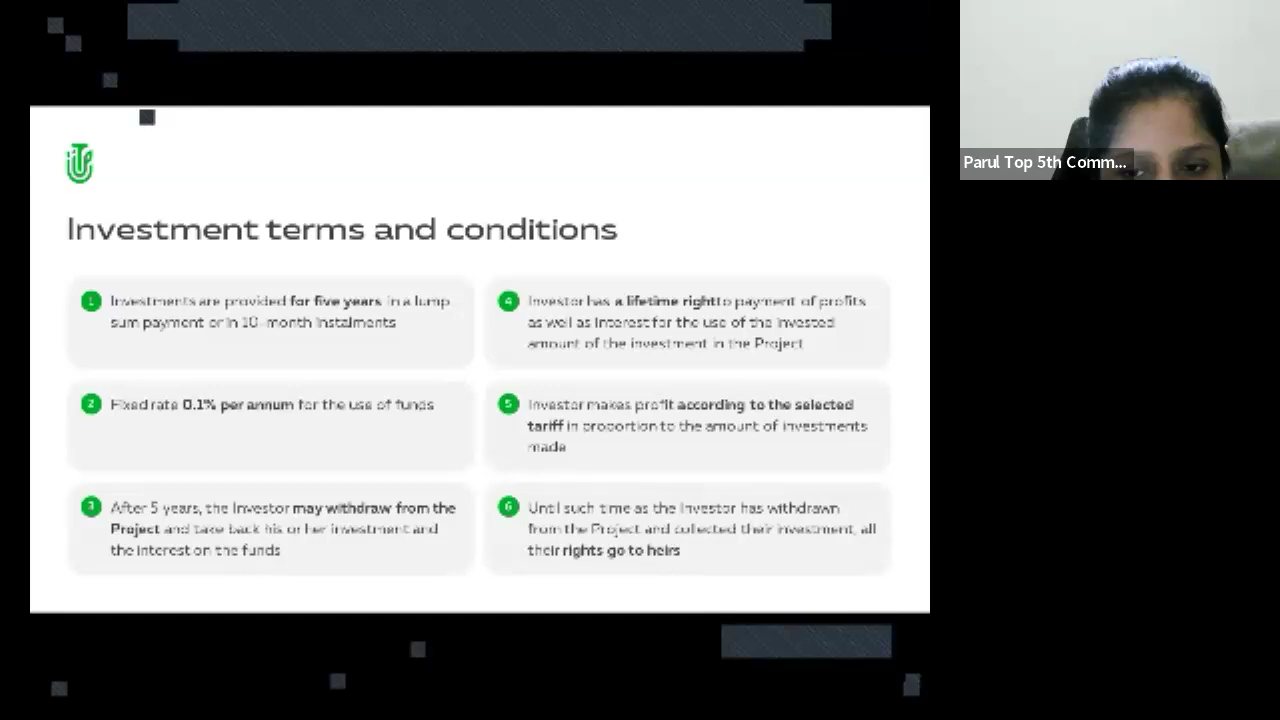 Parul Top 5th Comm...
Investment terms and conditions
1 Investments are provided for five years in a lump
sum payment or in 10-month instalments
2 Fixed rate 0.1% per annum for the use of funds
3 After 5 years, the Investor may withdraw from the
Project and take back his or her investment and
the interest on the funds
4 Investor has a lifetime rightto payment of profits
as well as interest for the use of the invested
amount of the investment in the Project
5 Investor makes profit according to the selected
tariff in proportion to the amount of investments
made
6 Until such time as the Investor has withdrawn
from the Project and collected their investment, all
their rights go to heirs